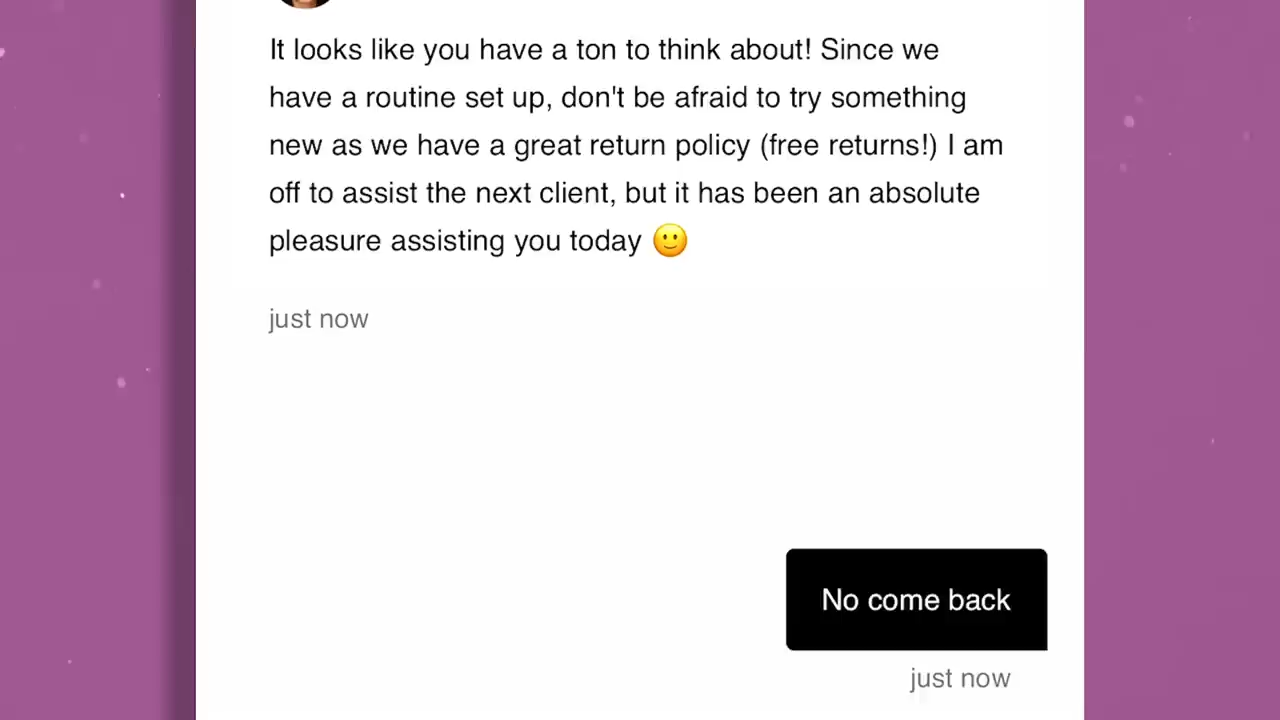 It looks like you have a ton to think about! Since we
have a routine set up, don't be afraid to try something
new as we have a great return policy (free returns!) I am
off to assist the next client, but it has been an absolute
pleasure assisting you today 🙂
just now
No come back
just now